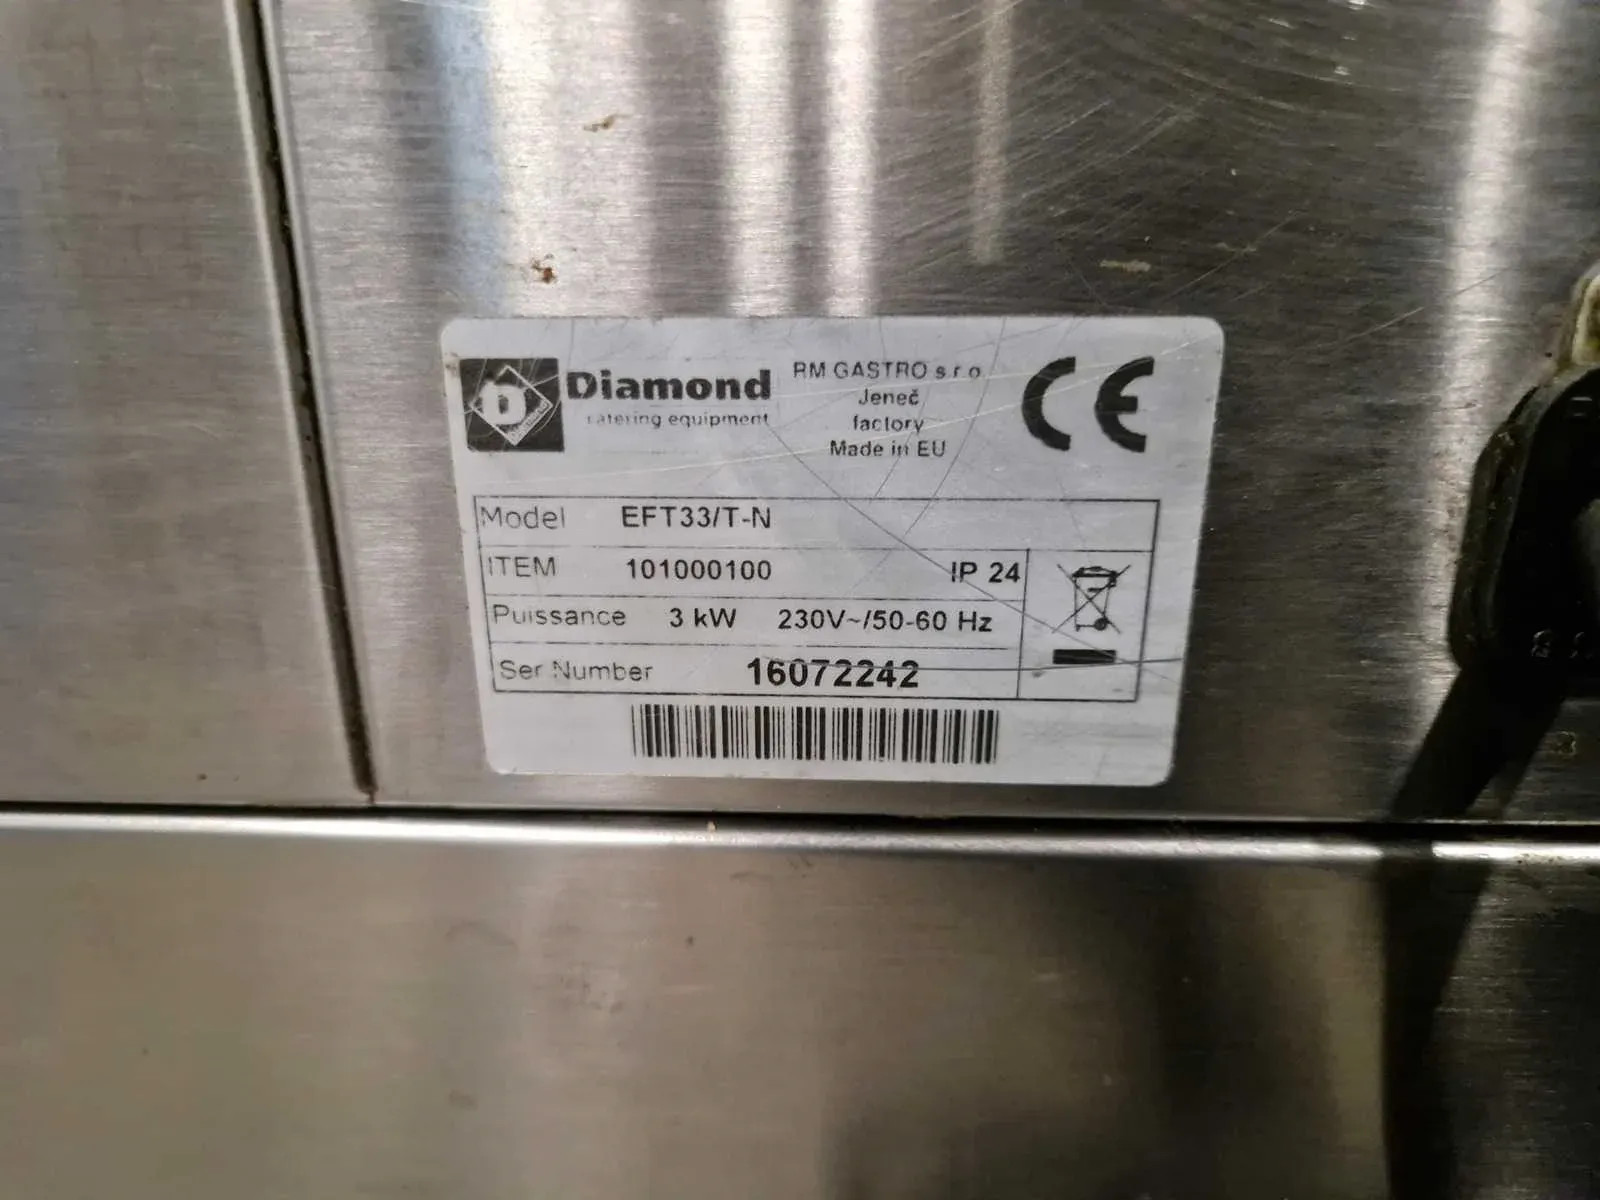 Diamond
catering equipment
RM GASTRO s.r.o.
Jeneč
factory
Made in EU
CE
Model EFT33/T-N
ITEM 101000100 IP 24
Puissance 3 kW 230V~/50-60 Hz
Ser Number 16072242